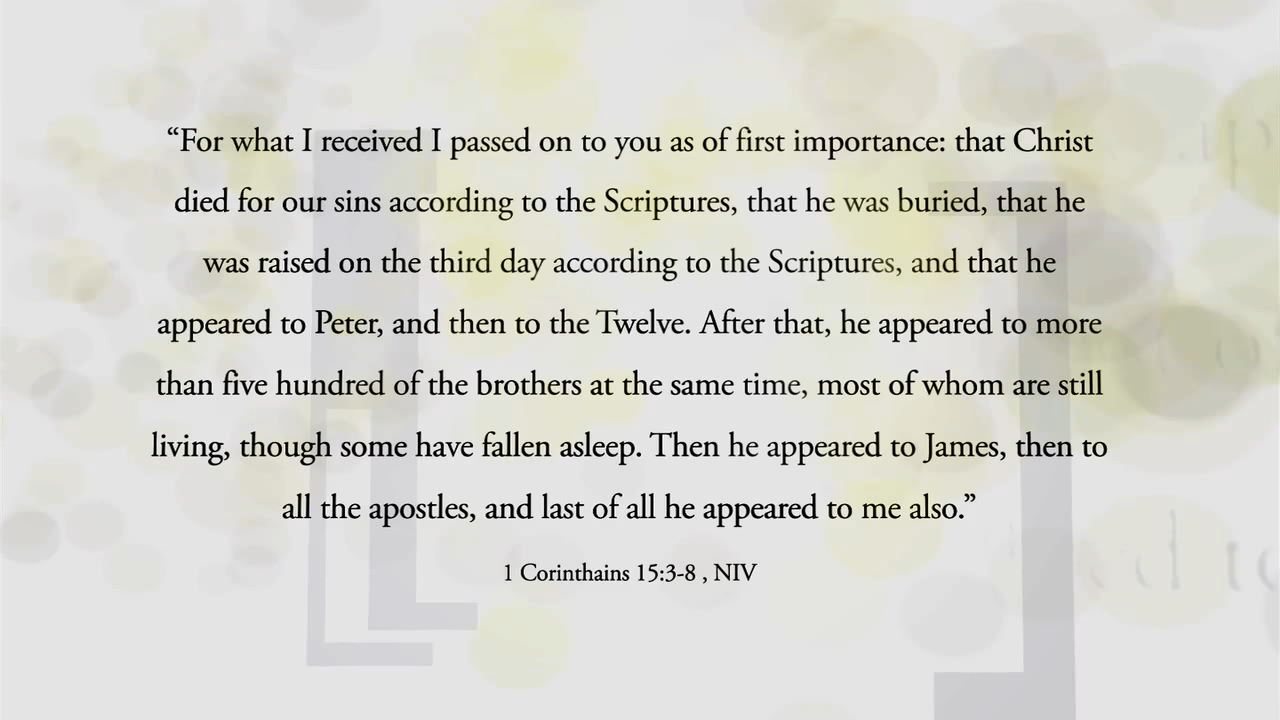 “For what I received I passed on to you as of first importance: that Christ
died for our sins according to the Scriptures, that he was buried, that he
was raised on the third day according to the Scriptures, and that he
appeared to Peter, and then to the Twelve. After that, he appeared to more
than five hundred of the brothers at the same time, most of whom are still
living, though some have fallen asleep. Then he appeared to James, then to
all the apostles, and last of all he appeared to me also.”
1 Corinthains 15:3-8 , NIV